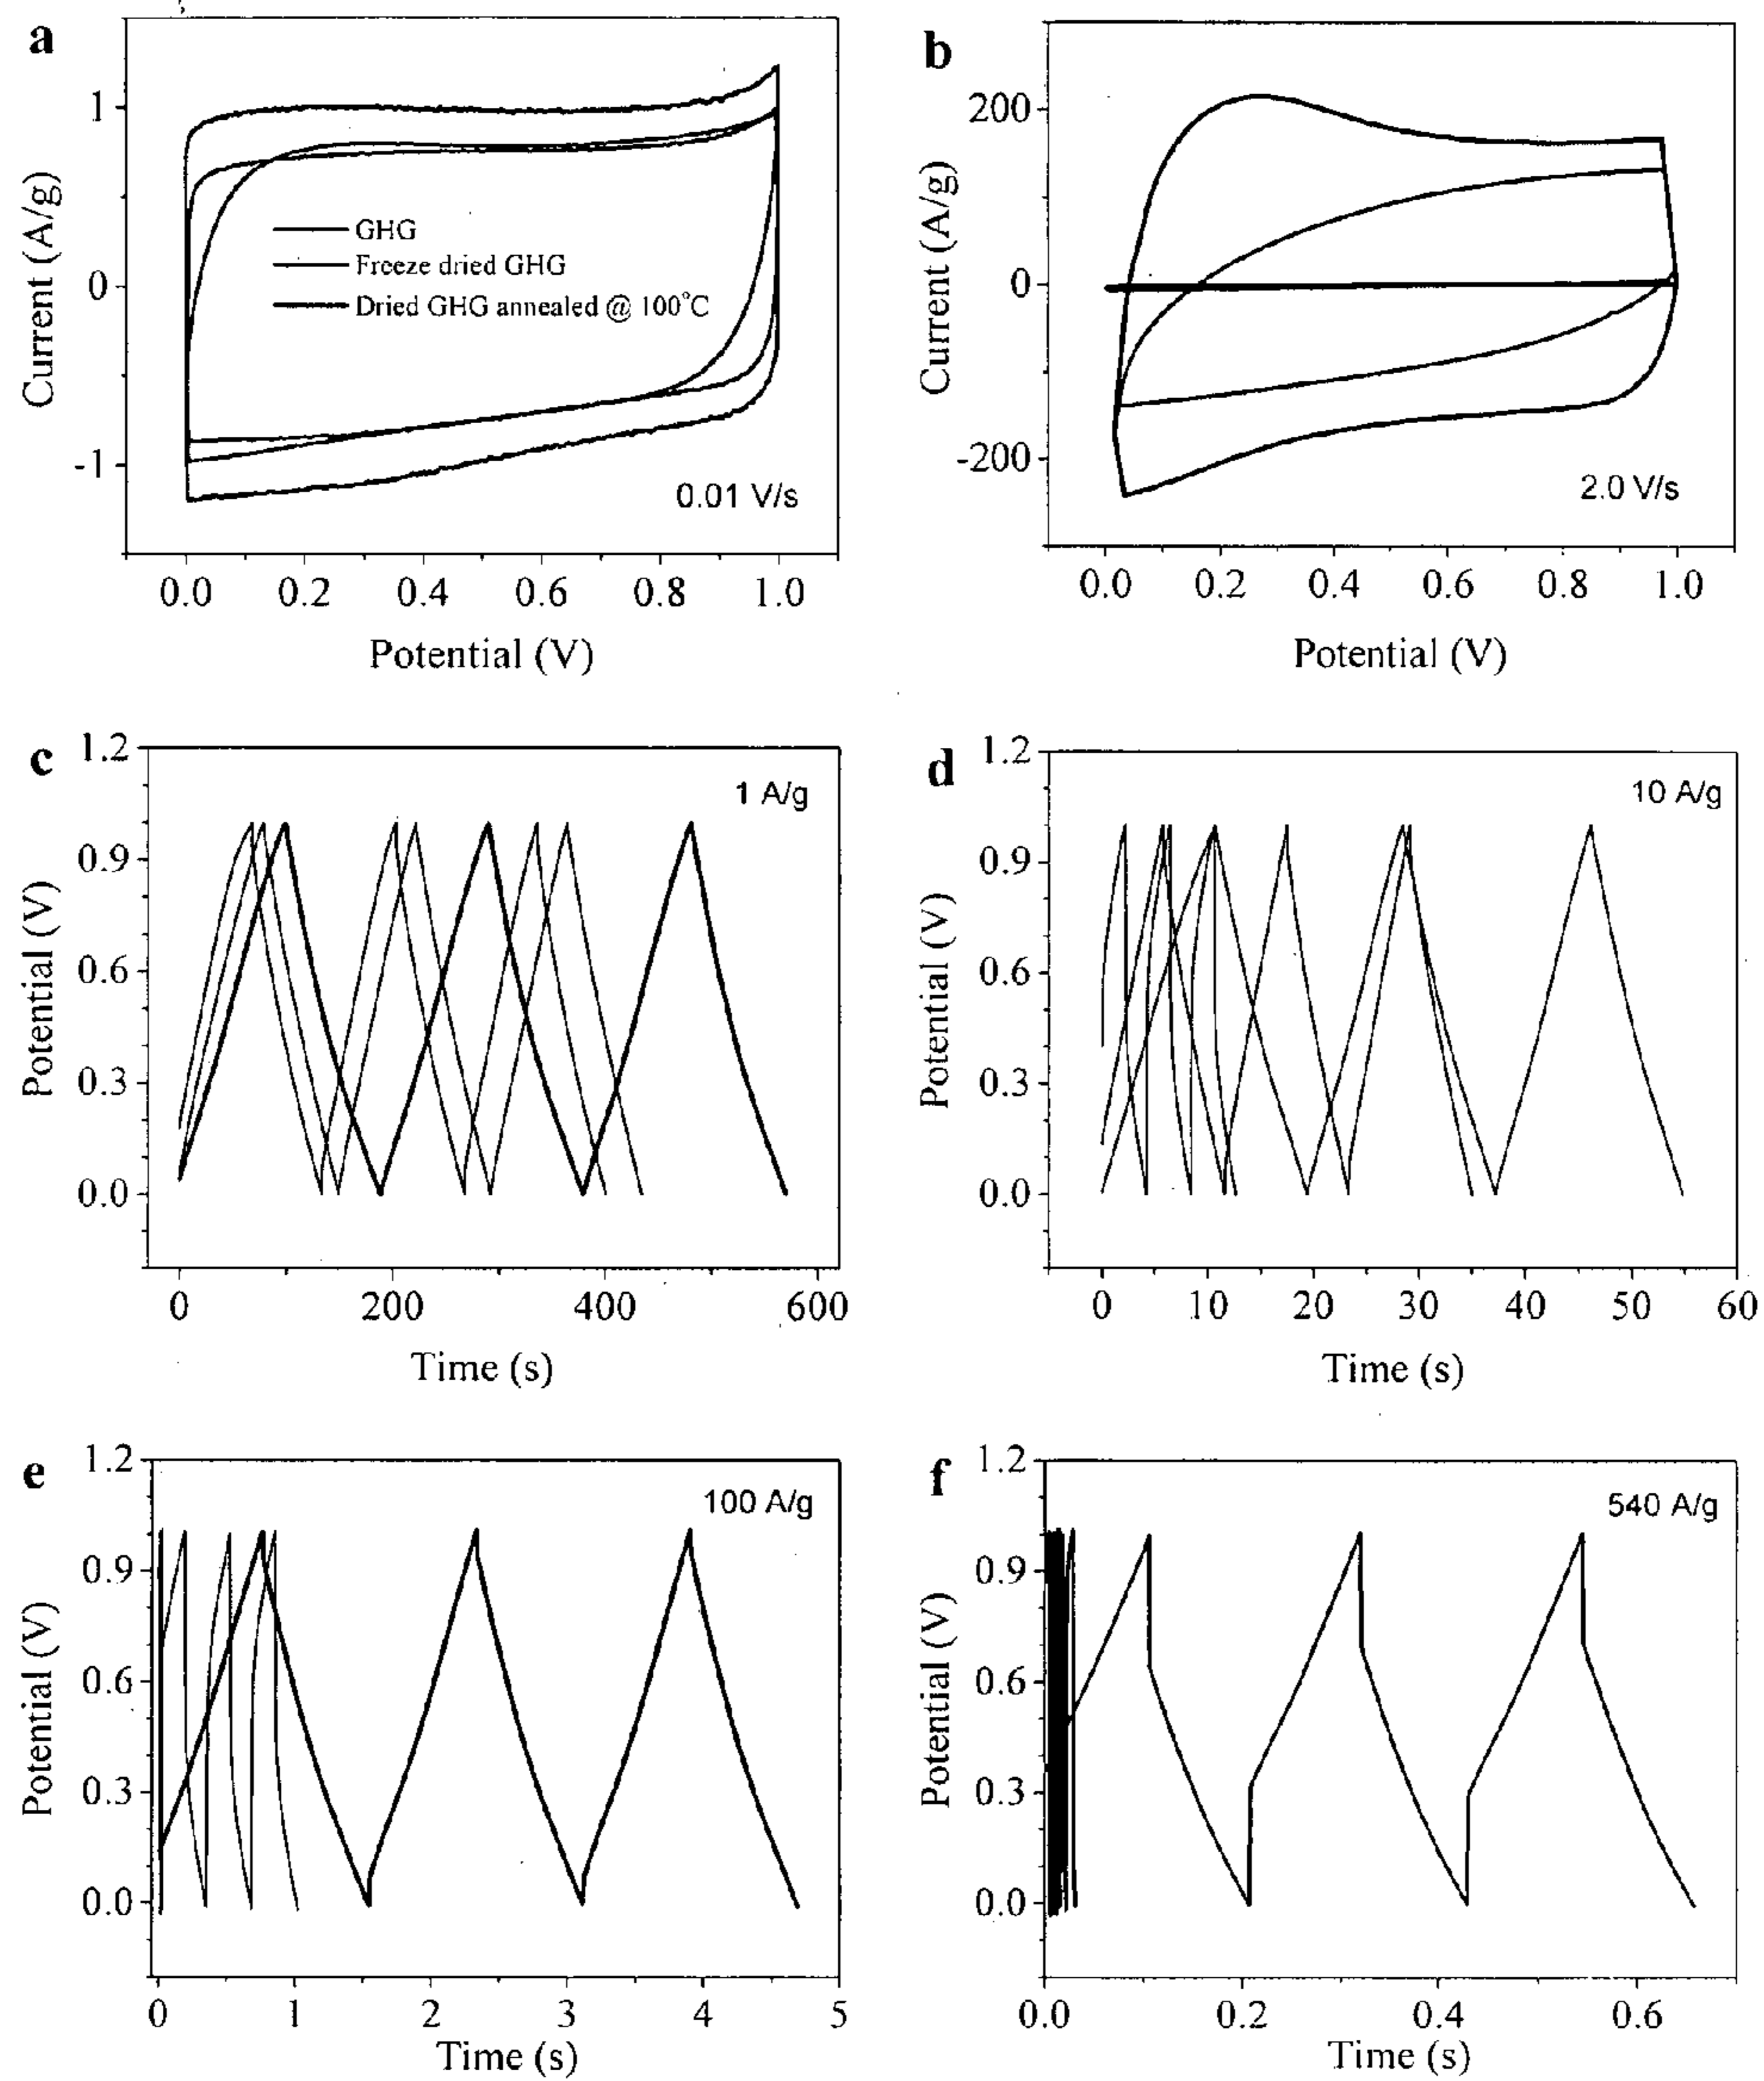 a
1
0
-1
Current (A/g)
GHG
Freeze dried GHG
Dried GHG annealed @ 100°C
0.01 V/s
0.0 0.2 0.4 0.6 0.8 1.0
Potential (V)
b
200
0
-200
Current (A/g)
2.0 V/s
0.0 0.2 0.4 0.6 0.8 1.0
Potential (V)
c
1.2
0.9
0.6
0.3
0.0
Potential (V)
1 A/g
0 200 400 600
Time (s)
d
1.2
0.9
0.6
0.3
0.0
Potential (V)
10 A/g
0 10 20 30 40 50 60
Time (s)
e
1.2
0.9
0.6
0.3
0.0
Potential (V)
100 A/g
0 1 2 3 4 5
Time (s)
f
1.2
0.9
0.6
0.3
0.0
Potential (V)
540 A/g
0.0 0.2 0.4 0.6
Time (s)